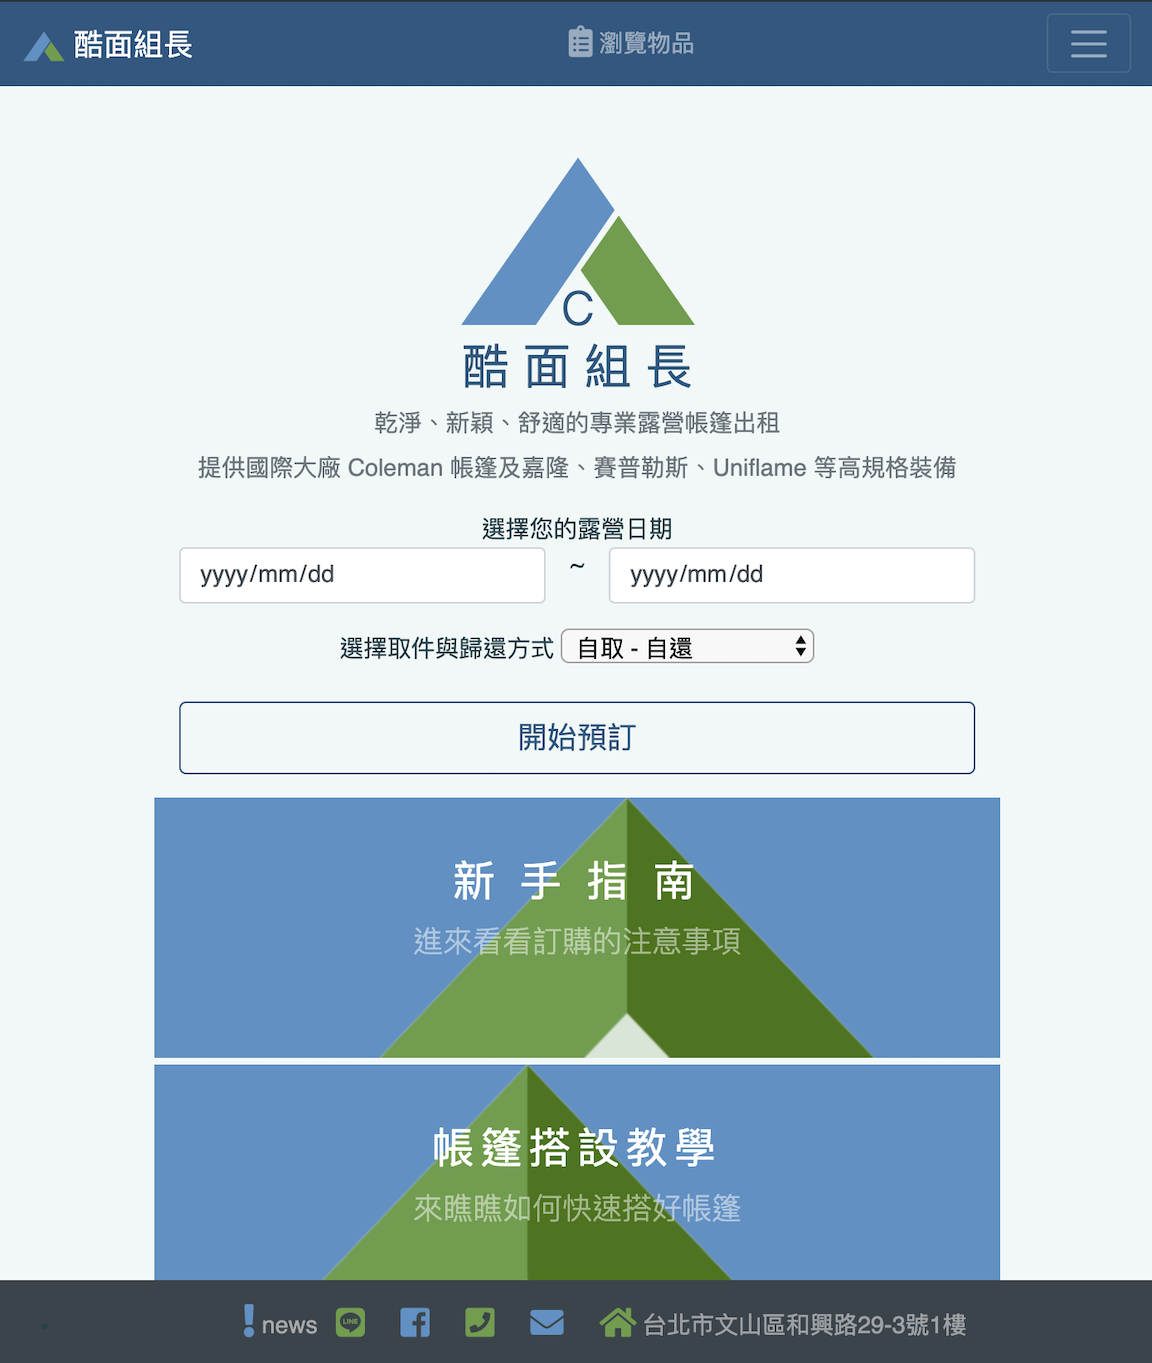 酷面組長
瀏覽物品
C
酷面組長
乾淨、新穎、舒適的專業露營帳篷出租
提供國際大廠 Coleman 帳篷及嘉隆、賽普勒斯、Uniflame 等高規格裝備
選擇您的露營日期
yyyy/mm/dd ~ yyyy/mm/dd
選擇取件與歸還方式 自取 - 自還
開始預訂
新手指南
進來看看訂購的注意事項
帳篷搭設教學
來瞧瞧如何快速搭好帳篷
news LINE 台北市文山區和興路29-3號1樓